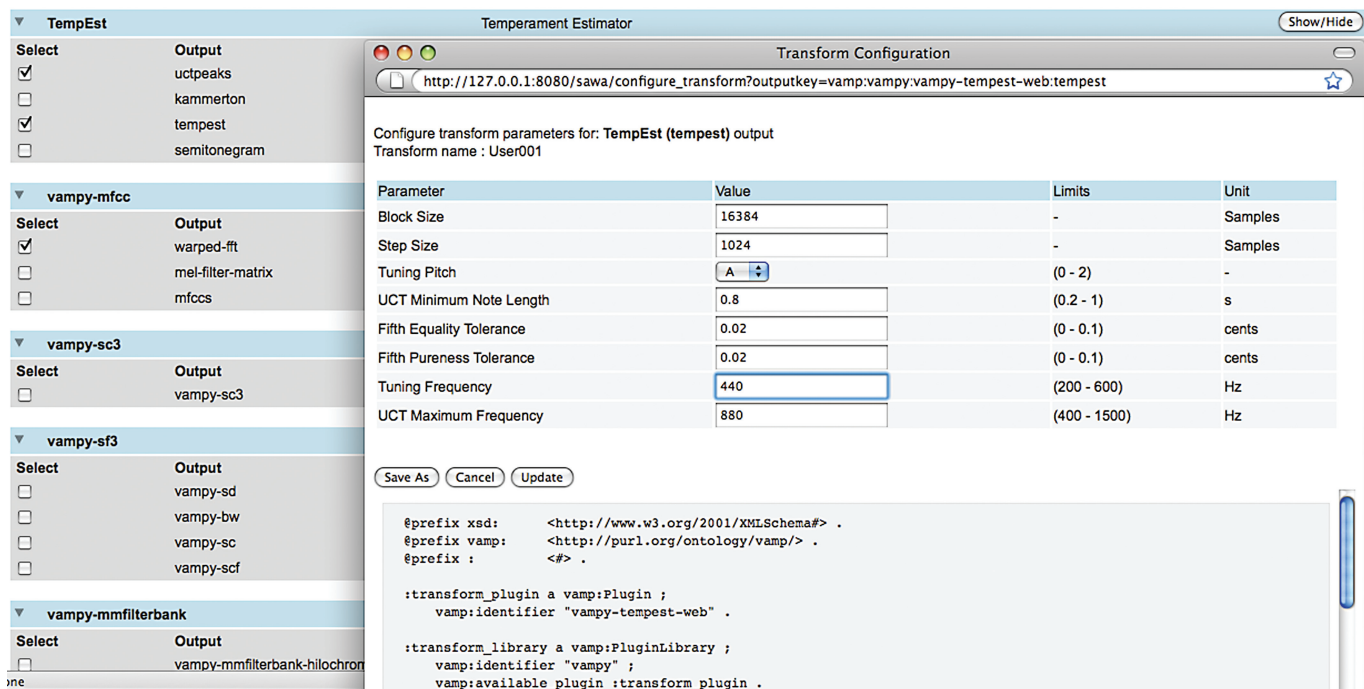 TempEst Temperament Estimator Show/Hide
Select Output
uctpeaks
kammerton
tempest
semitonegram
vampy-mfcc
Select Output
warped-fft
mel-filter-matrix
mfccs
vampy-sc3
Select Output
vampy-sc3
vampy-sf3
Select Output
vampy-sd
vampy-bw
vampy-sc
vampy-scf
vampy-mmfilterbank
Select Output
vampy-mmfilterbank-hilochrom
one
Transform Configuration
http://127.0.0.1:8080/sawa/configure_transform?outputkey=vamp:vampy:vampy-tempest-web:tempest
Configure transform parameters for: TempEst (tempest) output
Transform name : User001
Parameter Value Limits Unit
Block Size 16384 - Samples
Step Size 1024 - Samples
Tuning Pitch A (0 - 2) -
UCT Minimum Note Length 0.8 (0.2 - 1) s
Fifth Equality Tolerance 0.02 (0 - 0.1) cents
Fifth Pureness Tolerance 0.02 (0 - 0.1) cents
Tuning Frequency 440 (200 - 600) Hz
UCT Maximum Frequency 880 (400 - 1500) Hz
Save As Cancel Update
@prefix xsd: <http://www.w3.org/2001/XMLSchema#> .
@prefix vamp: <http://purl.org/ontology/vamp/> .
@prefix : <#> .
:transform_plugin a vamp:Plugin ;
vamp:identifier "vampy-tempest-web" .
:transform_library a vamp:PluginLibrary ;
vamp:identifier "vampy" ;
vamp:available_plugin :transform_plugin .